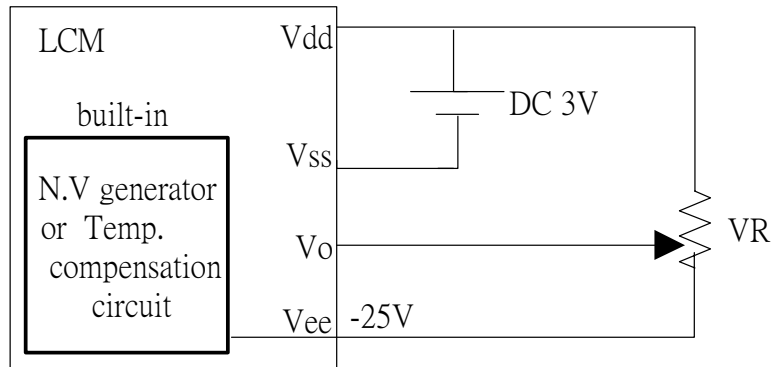 LCM
Vdd
DC 3V
built-in
Vss
N.V generator
or Temp.
compensation
circuit
Vo
VR
Vee
-25V